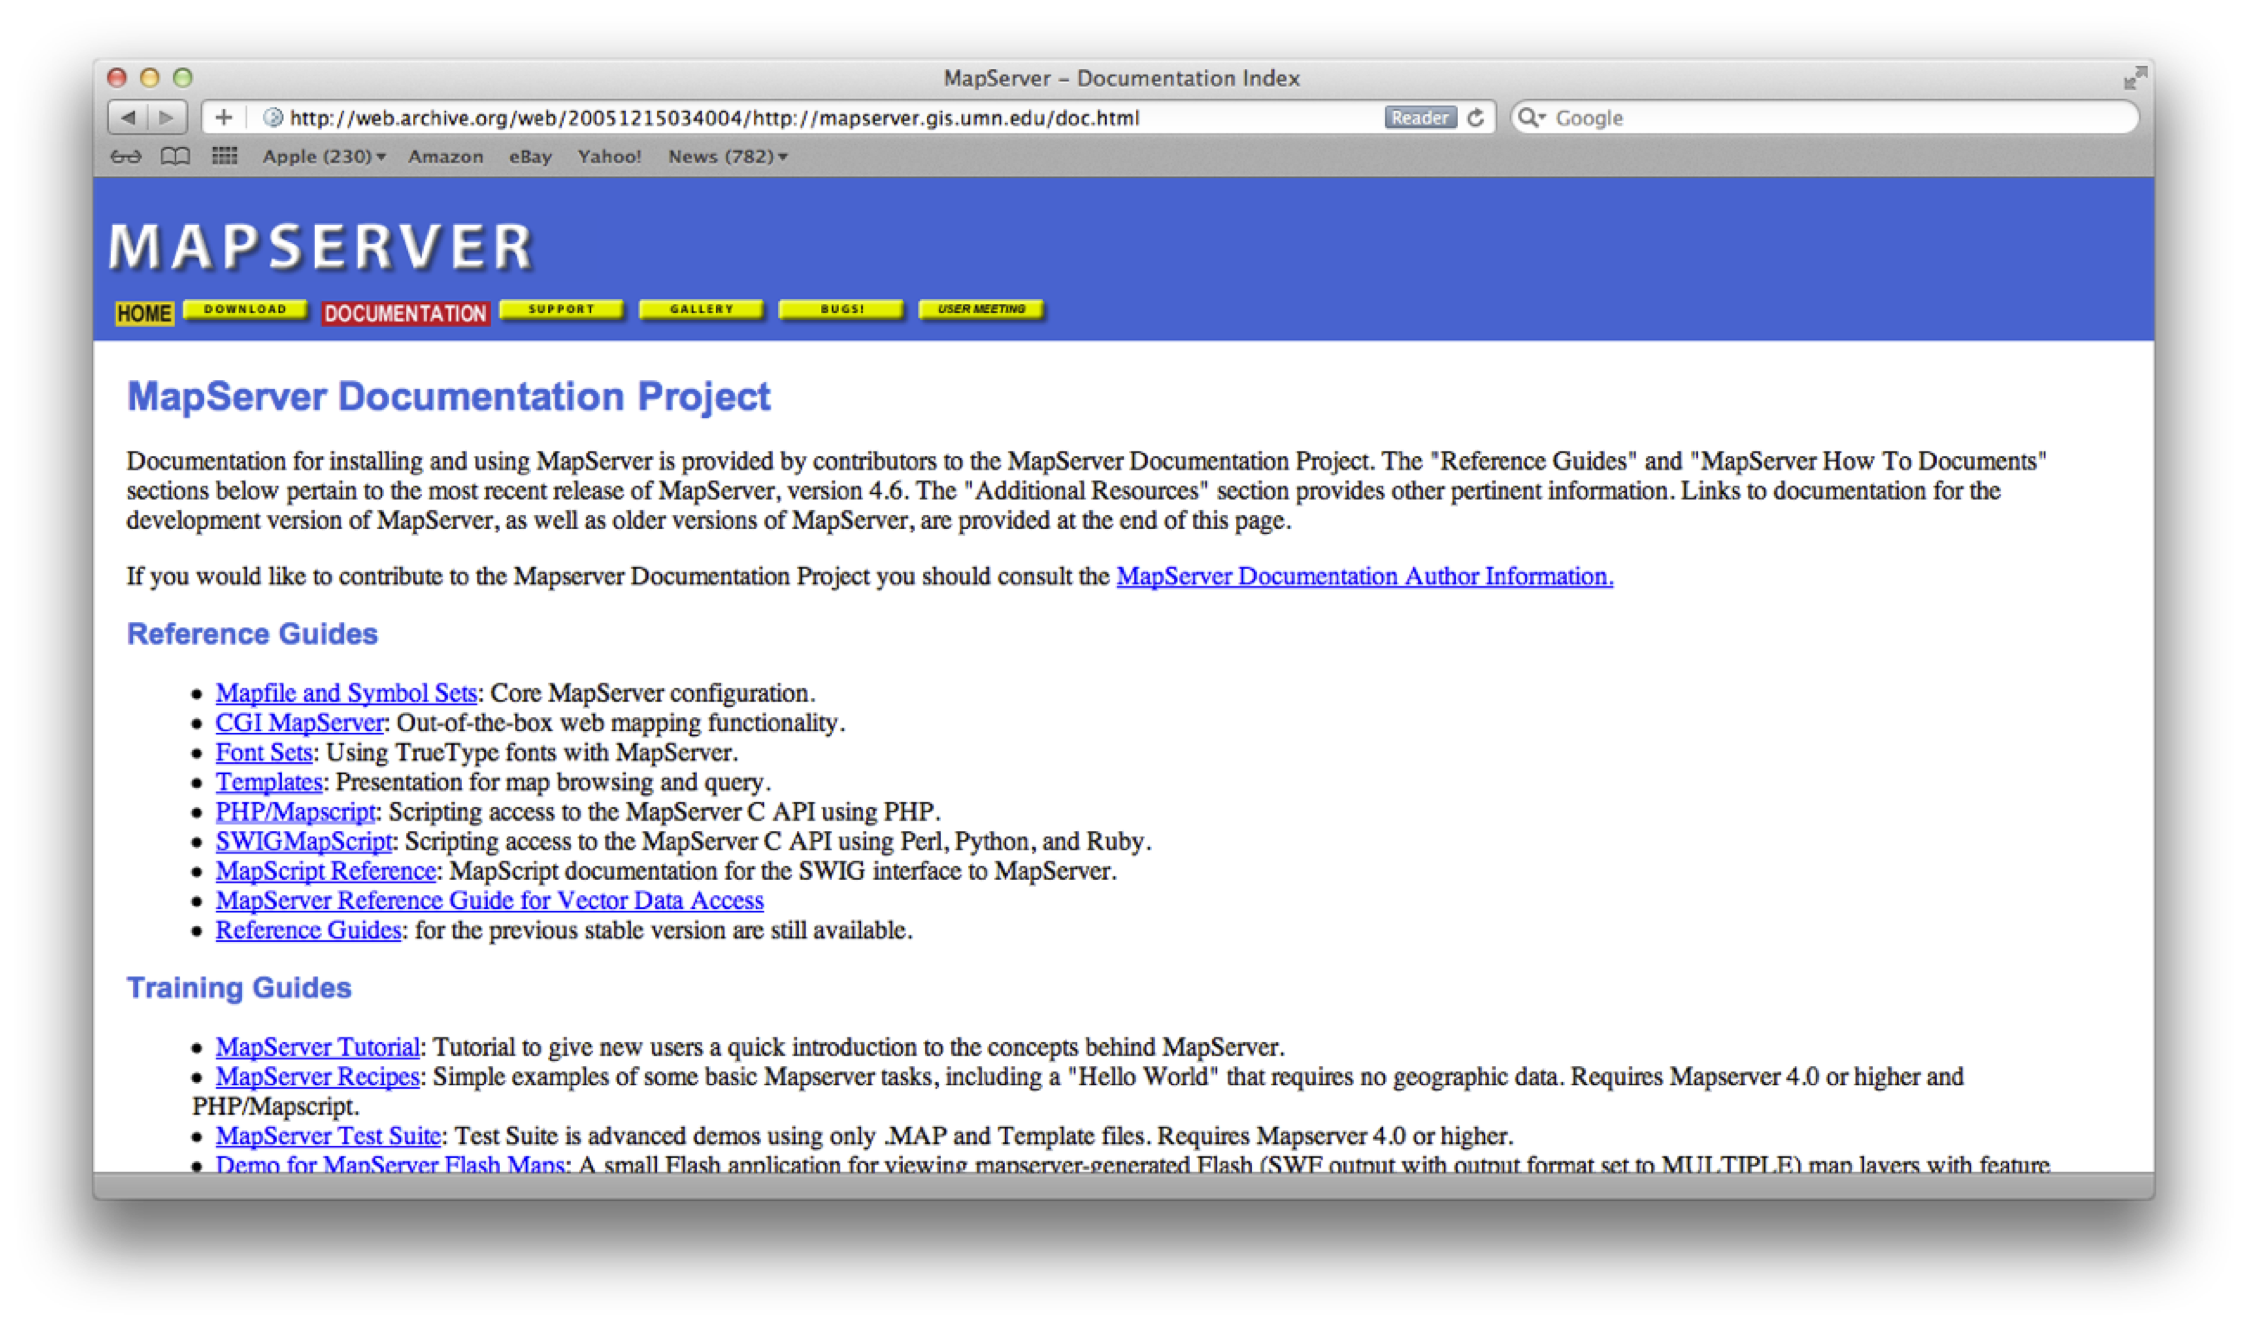 MapServer – Documentation Index
http://web.archive.org/web/20051215034004/http://mapserver.gis.umn.edu/doc.html Reader Google
Apple (230) Amazon eBay Yahoo! News (782)
MAPSERVER
HOME DOWNLOAD DOCUMENTATION SUPPORT GALLERY BUGS! USER MEETING
MapServer Documentation Project
Documentation for installing and using MapServer is provided by contributors to the MapServer Documentation Project. The "Reference Guides" and "MapServer How To Documents"
sections below pertain to the most recent release of MapServer, version 4.6. The "Additional Resources" section provides other pertinent information. Links to documentation for the
development version of MapServer, as well as older versions of MapServer, are provided at the end of this page.
If you would like to contribute to the Mapserver Documentation Project you should consult the MapServer Documentation Author Information.
Reference Guides
• Mapfile and Symbol Sets: Core MapServer configuration.
• CGI MapServer: Out-of-the-box web mapping functionality.
• Font Sets: Using TrueType fonts with MapServer.
• Templates: Presentation for map browsing and query.
• PHP/Mapscript: Scripting access to the MapServer C API using PHP.
• SWIGMapScript: Scripting access to the MapServer C API using Perl, Python, and Ruby.
• MapScript Reference: MapScript documentation for the SWIG interface to MapServer.
• MapServer Reference Guide for Vector Data Access
• Reference Guides: for the previous stable version are still available.
Training Guides
• MapServer Tutorial: Tutorial to give new users a quick introduction to the concepts behind MapServer.
• MapServer Recipes: Simple examples of some basic Mapserver tasks, including a "Hello World" that requires no geographic data. Requires Mapserver 4.0 or higher and
PHP/Mapscript.
• MapServer Test Suite: Test Suite is advanced demos using only .MAP and Template files. Requires Mapserver 4.0 or higher.
• Demo for MapServer Flash Maps: A small Flash application for viewing mapserver-generated Flash (SWF output with output format set to MULTIPLE) map layers with feature